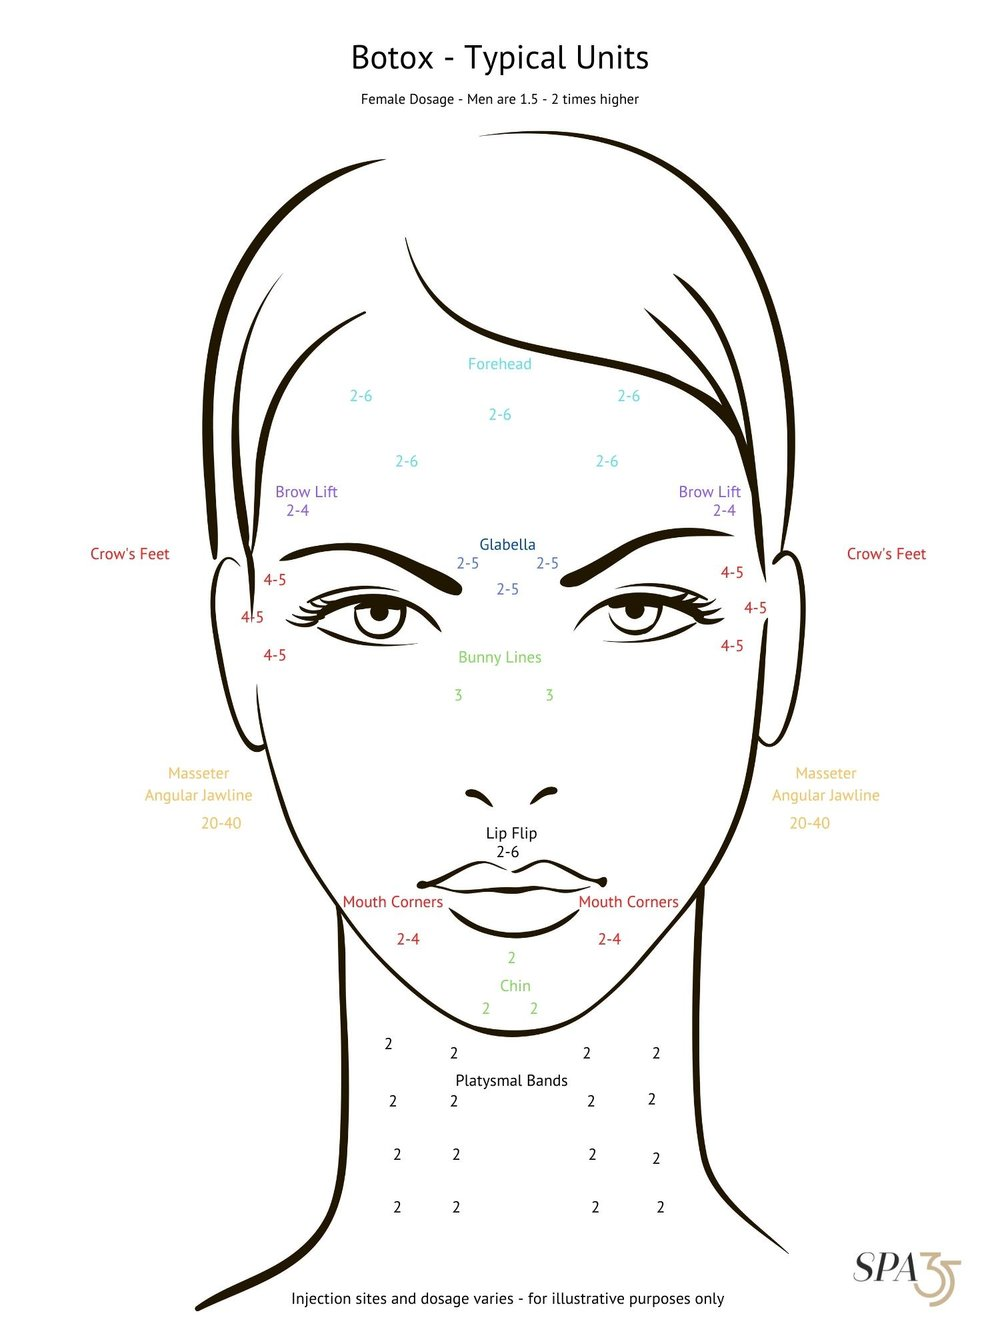 Botox - Typical Units
Female Dosage - Men are 1.5 - 2 times higher
Forehead
2-6
2-6
2-6
2-6
2-6
Brow Lift
2-4
Brow Lift
2-4
Glabella
2-5
2-5
2-5
Crow's Feet
4-5
4-5
4-5
Crow's Feet
4-5
4-5
4-5
Bunny Lines
3
3
Masseter
Angular Jawline
20-40
Masseter
Angular Jawline
20-40
Lip Flip
2-6
Mouth Corners
2-4
Mouth Corners
2-4
2
Chin
2
2
2
2
2
2
Platysmal Bands
2
2
2
2
2
2
2
2
2
2
2
2
SPA35
Injection sites and dosage varies - for illustrative purposes only